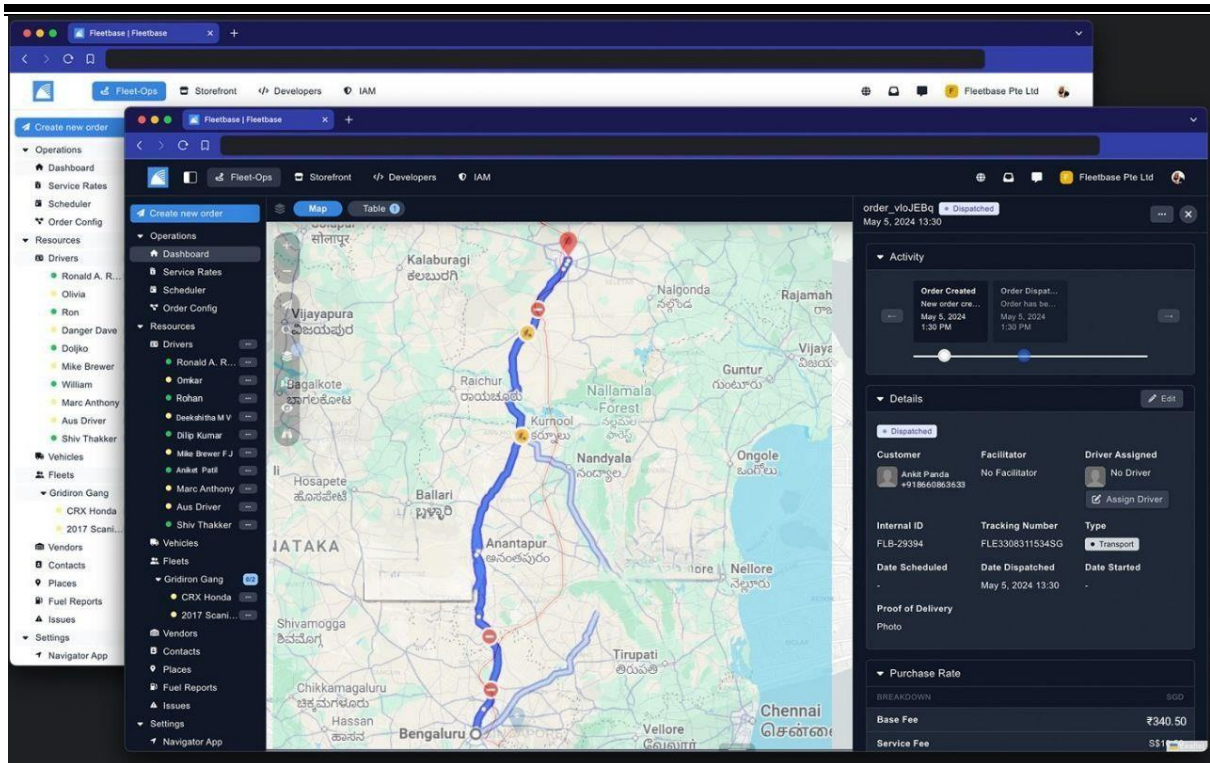 Fleetbase | Fleetbase
Fleet-Ops
Storefront
Developers
IAM
Fleetbase Pte Ltd
Create new order
Operations
Dashboard
Service Rates
Scheduler
Order Config
Resources
Drivers
Ronald A. R...
Olivia
Ron
Danger Dave
Doljko
Mike Brewer
William
Marc Anthony
Aus Driver
Shiv Thakker
Vehicles
Fleets
Gridiron Gang
CRX Honda
2017 Scani...
Vendors
Contacts
Places
Fuel Reports
Issues
Settings
Navigator App
Fleetbase | Fleetbase
Fleet-Ops
Storefront
Developers
IAM
Fleetbase Pte Ltd
Create new order
Operations
Dashboard
Service Rates
Scheduler
Order Config
Resources
Drivers
Ronald A. R...
Omkar
Rohan
Deekshitha M V
Dilip Kumar
Mike Brewer F J
Aniket Patil
Marc Anthony
Aus Driver
Shiv Thakker
Vehicles
Fleets
Gridiron Gang
0/2
CRX Honda
2017 Scani...
Vendors
Contacts
Places
Fuel Reports
Issues
Settings
Navigator App
Map
Table 1
सोलापूर
Kalaburagi
ಕಲಬುರಗಿ
Nalgonda
నల్గొండ
Rajamah
Vijayapura
ವಿಜಯಪುರ
Vijaya
Guntur
గుంటూరు
Bagalkote
ಬಾಗಲಕೋಟೆ
Raichur
ರಾಯಚೂರು
Nallamala
Forest
నల్లమల
ఫారెస్ట్
Kurnool
కర్నూలు
Nandyala
నంద్యాల
Ongole
ఒంగోలు
Hosapete
ಹೊಸಪೇಟೆ
Ballari
ಬಳ್ಳಾರಿ
Anantapur
అనంతపురం
Nellore
నెల్లూరు
Shivamogga
ಶಿವಮೊಗ್ಗ
Tirupati
తిరుపతి
Chikkamagaluru
ಚಿಕ್ಕಮಗಳೂರು
Hassan
ಹಾಸನ
Bengaluru
Vellore
வேலூர்
Chennai
order_vloJEBq
Dispatched
May 5, 2024 13:30
Activity
Order Created
New order cre...
May 5, 2024
1:30 PM
Order Dispat...
Order has be...
May 5, 2024
1:30 PM
Details
Edit
Dispatched
Customer
Ankit Panda
+918660863633
Facilitator
No Facilitator
Driver Assigned
No Driver
Assign Driver
Internal ID
FLB-29394
Tracking Number
FLE3308311534SG
Type
Transport
Date Scheduled
-
Date Dispatched
May 5, 2024 13:30
Date Started
-
Proof of Delivery
Photo
Purchase Rate
BREAKDOWN
SGD
Base Fee
₹340.50
Service Fee